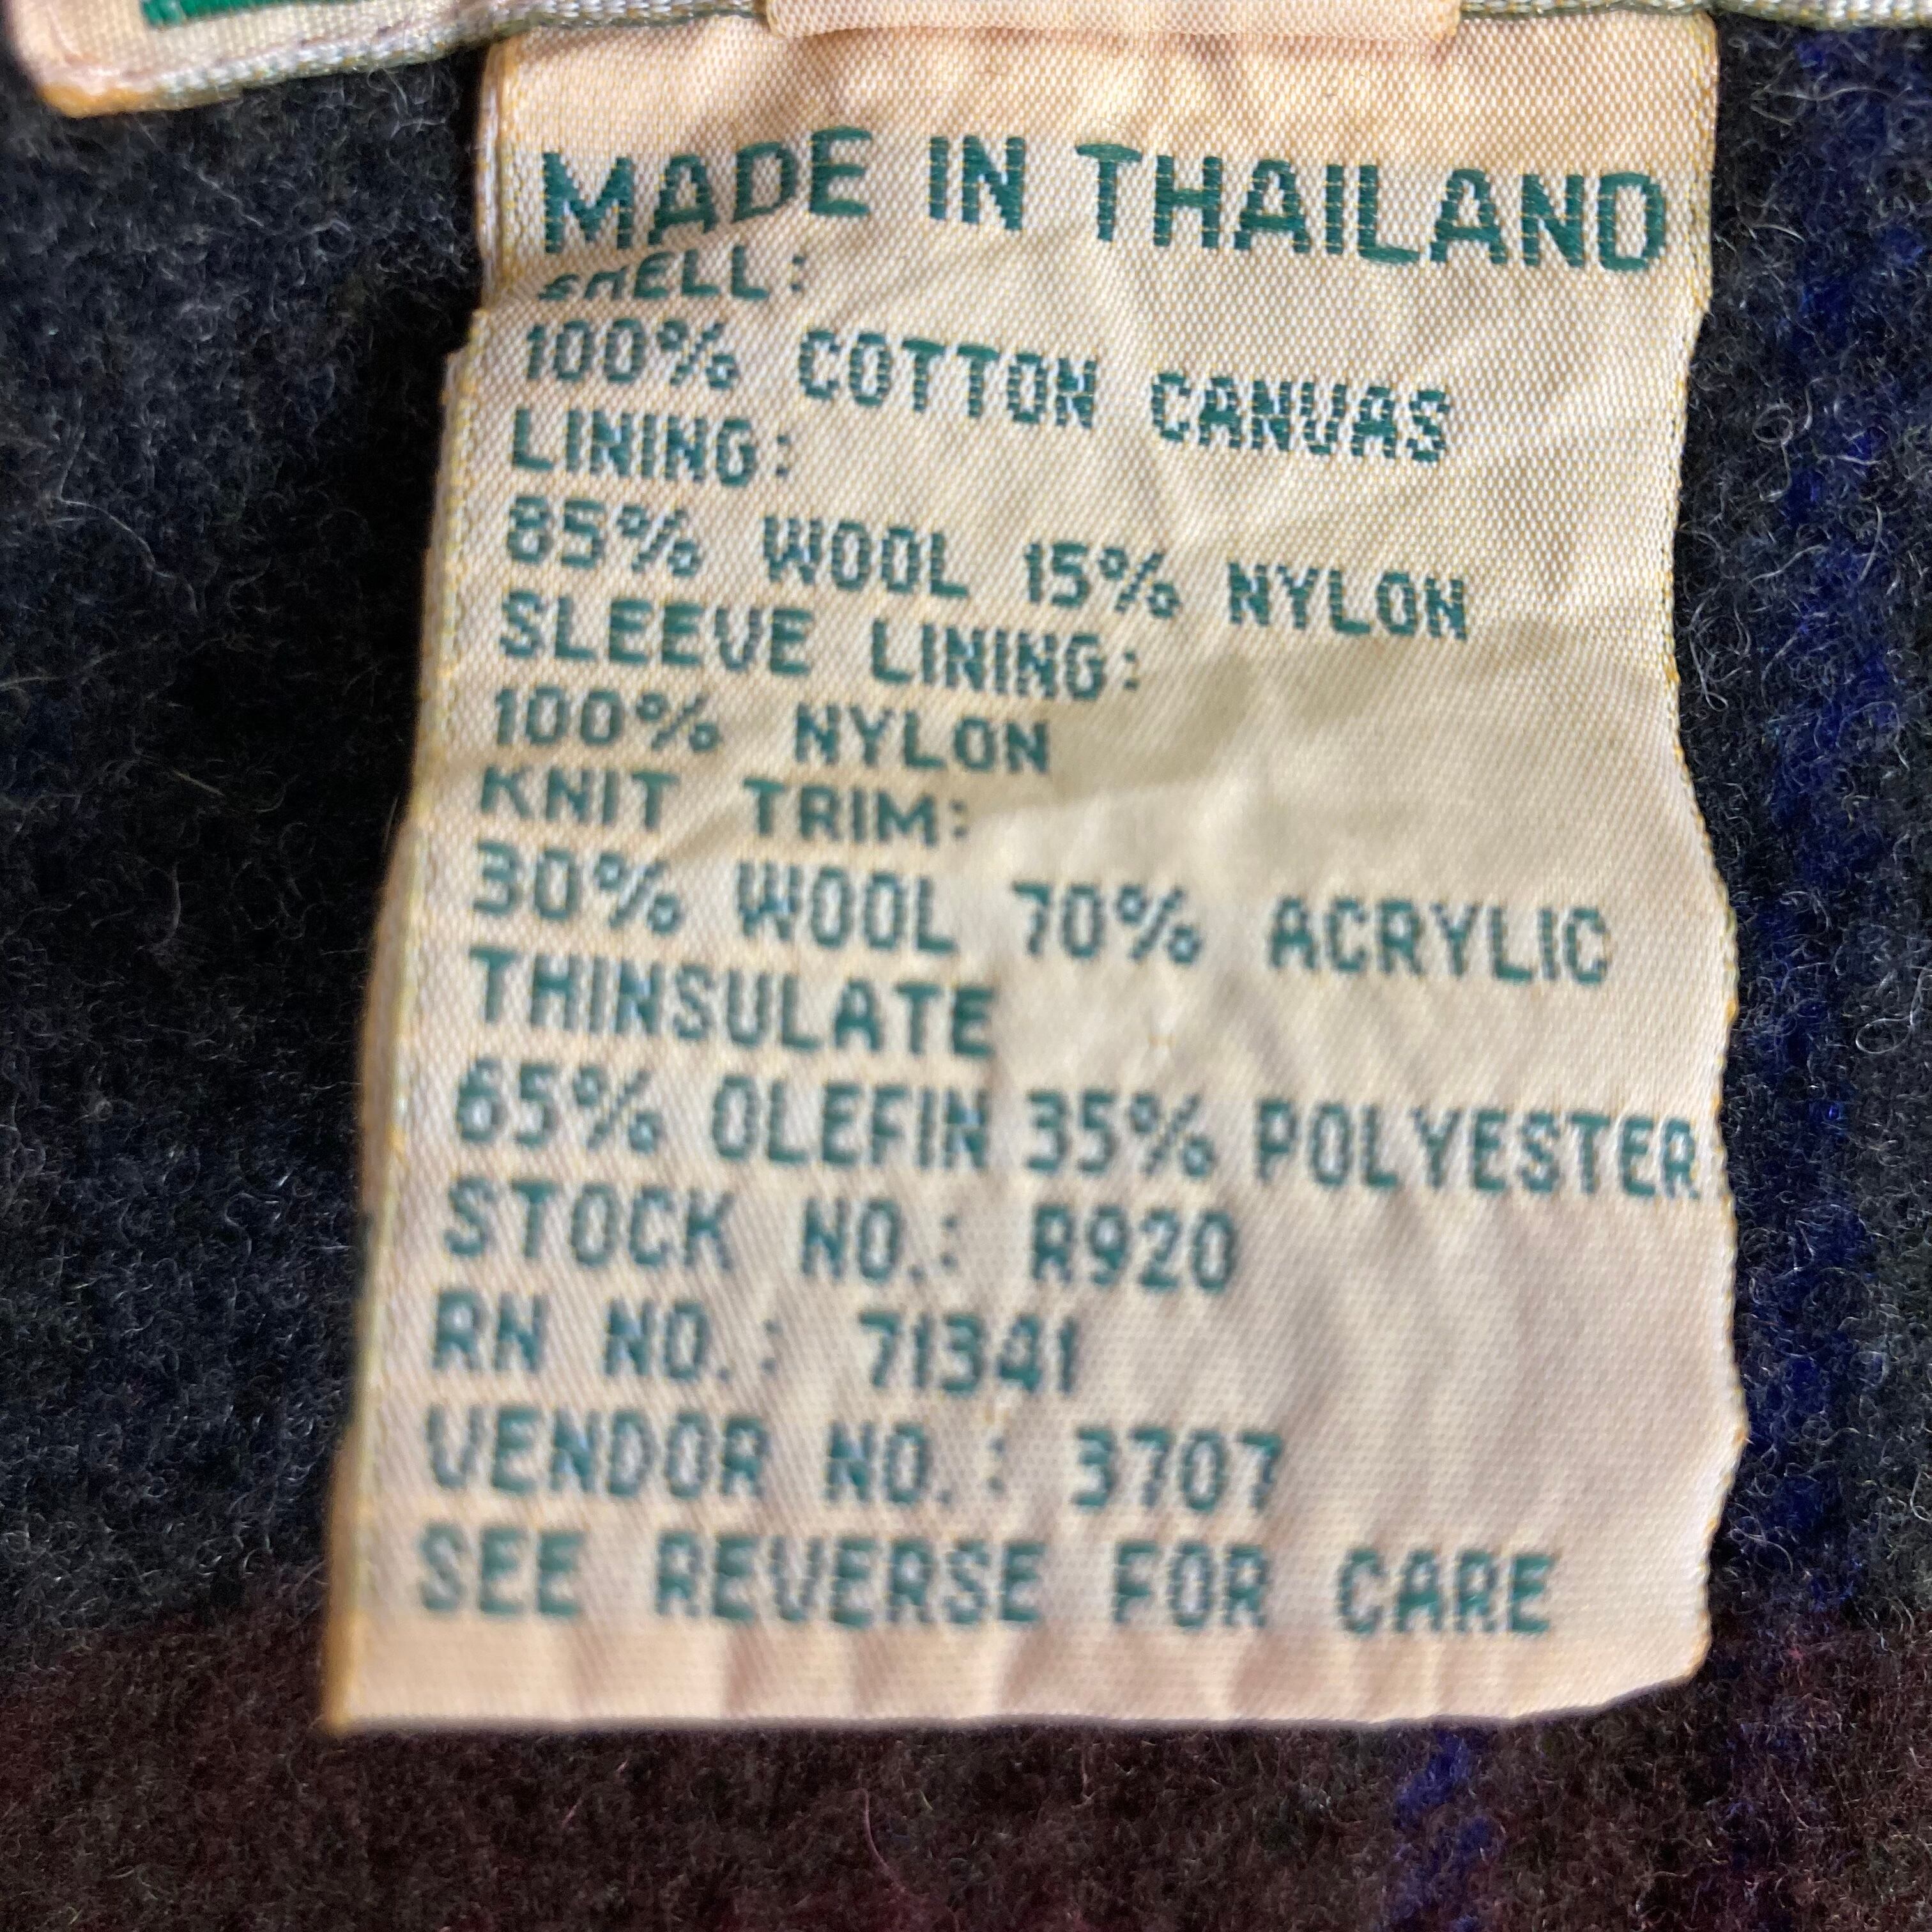 MADE IN THAILAND
SHELL:
100% COTTON CANVAS
LINING:
85% WOOL 15% NYLON
SLEEVE LINING:
100% NYLON
KNIT TRIM:
30% WOOL 70% ACRYLIC
THINSULATE
65% OLEFIN 35% POLYESTER
STOCK NO.: R920
RN NO.: 71341
VENDOR NO.: 3707
SEE REVERSE FOR CARE